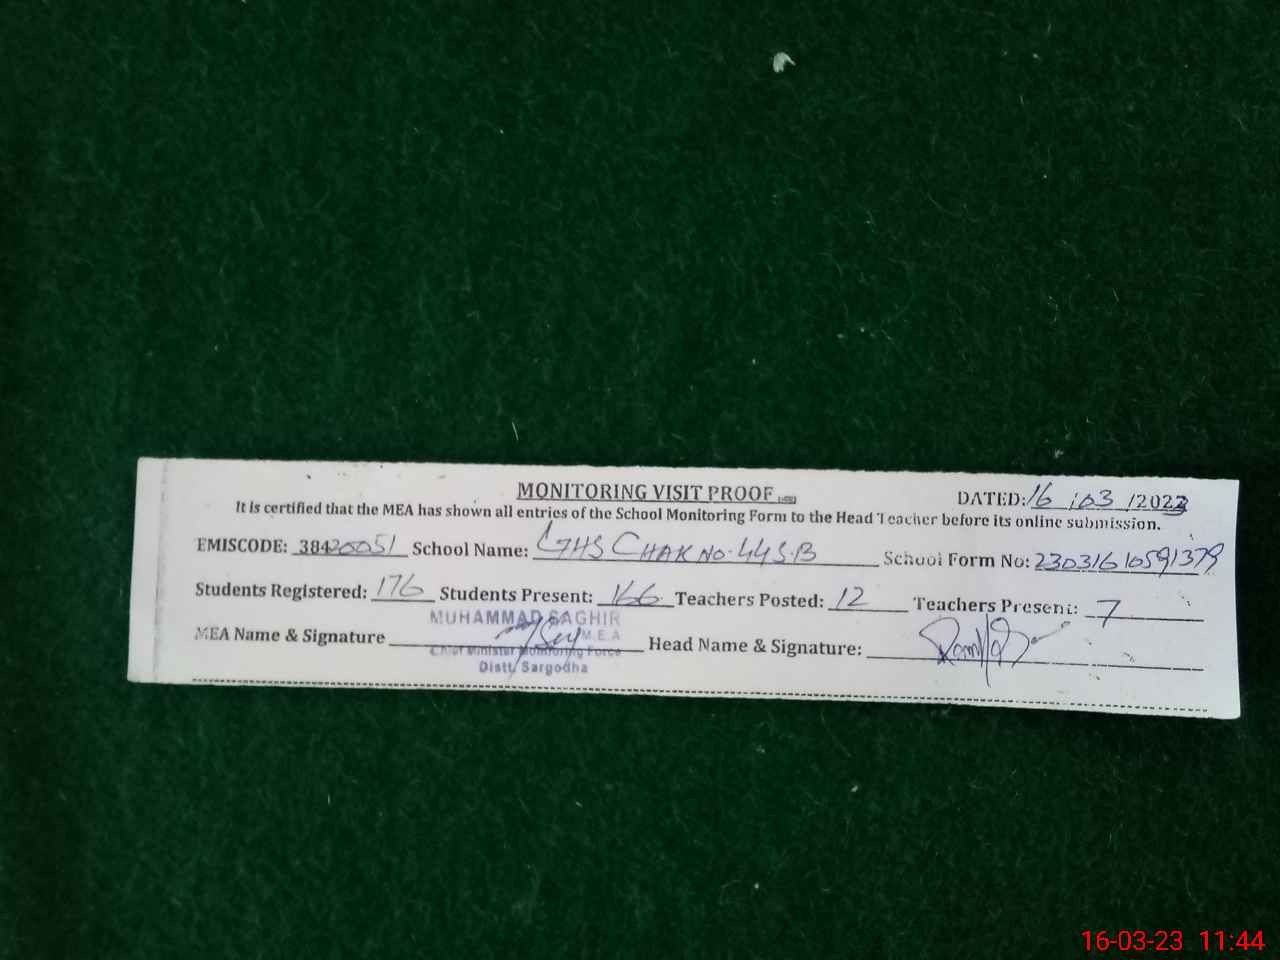 MONITORING VISIT PROOF
DATED: 16 /03 /2023
It is certified that the MEA has shown all entries of the School Monitoring Form to the Head Teacher before its online submission.
EMISCODE: 38420051 School Name: GHS CHAK NO. 44 S.B School Form No: 23031610591379
Students Registered: 176 Students Present: 166 Teachers Posted: 12 Teachers Present: 7
MUHAMMAD SAGHIR
M.E.A
MEA Name & Signature Head Name & Signature:
Chief Minister Monitoring Force
Distt, Sargodha
16-03-23 11:44